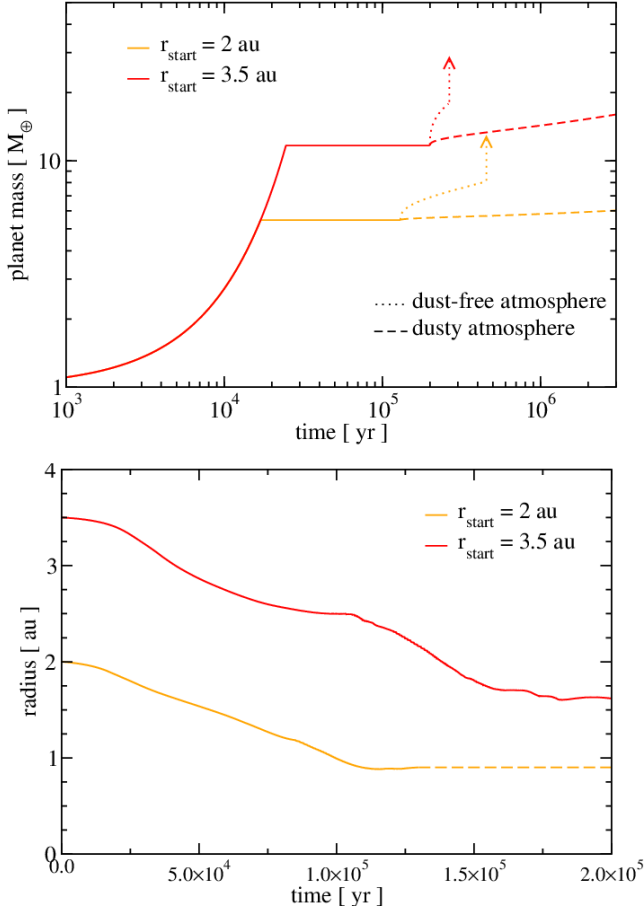 r_start = 2 au
r_start = 3.5 au
planet mass [ M_⊕ ]
10
1
dust-free atmosphere
dusty atmosphere
10^3 10^4 10^5 10^6
time [ yr ]
4
3
2
1
0
radius [ au ]
r_start = 2 au
r_start = 3.5 au
0.0 5.0×10^4 1.0×10^5 1.5×10^5 2.0×10^5
time [ yr ]